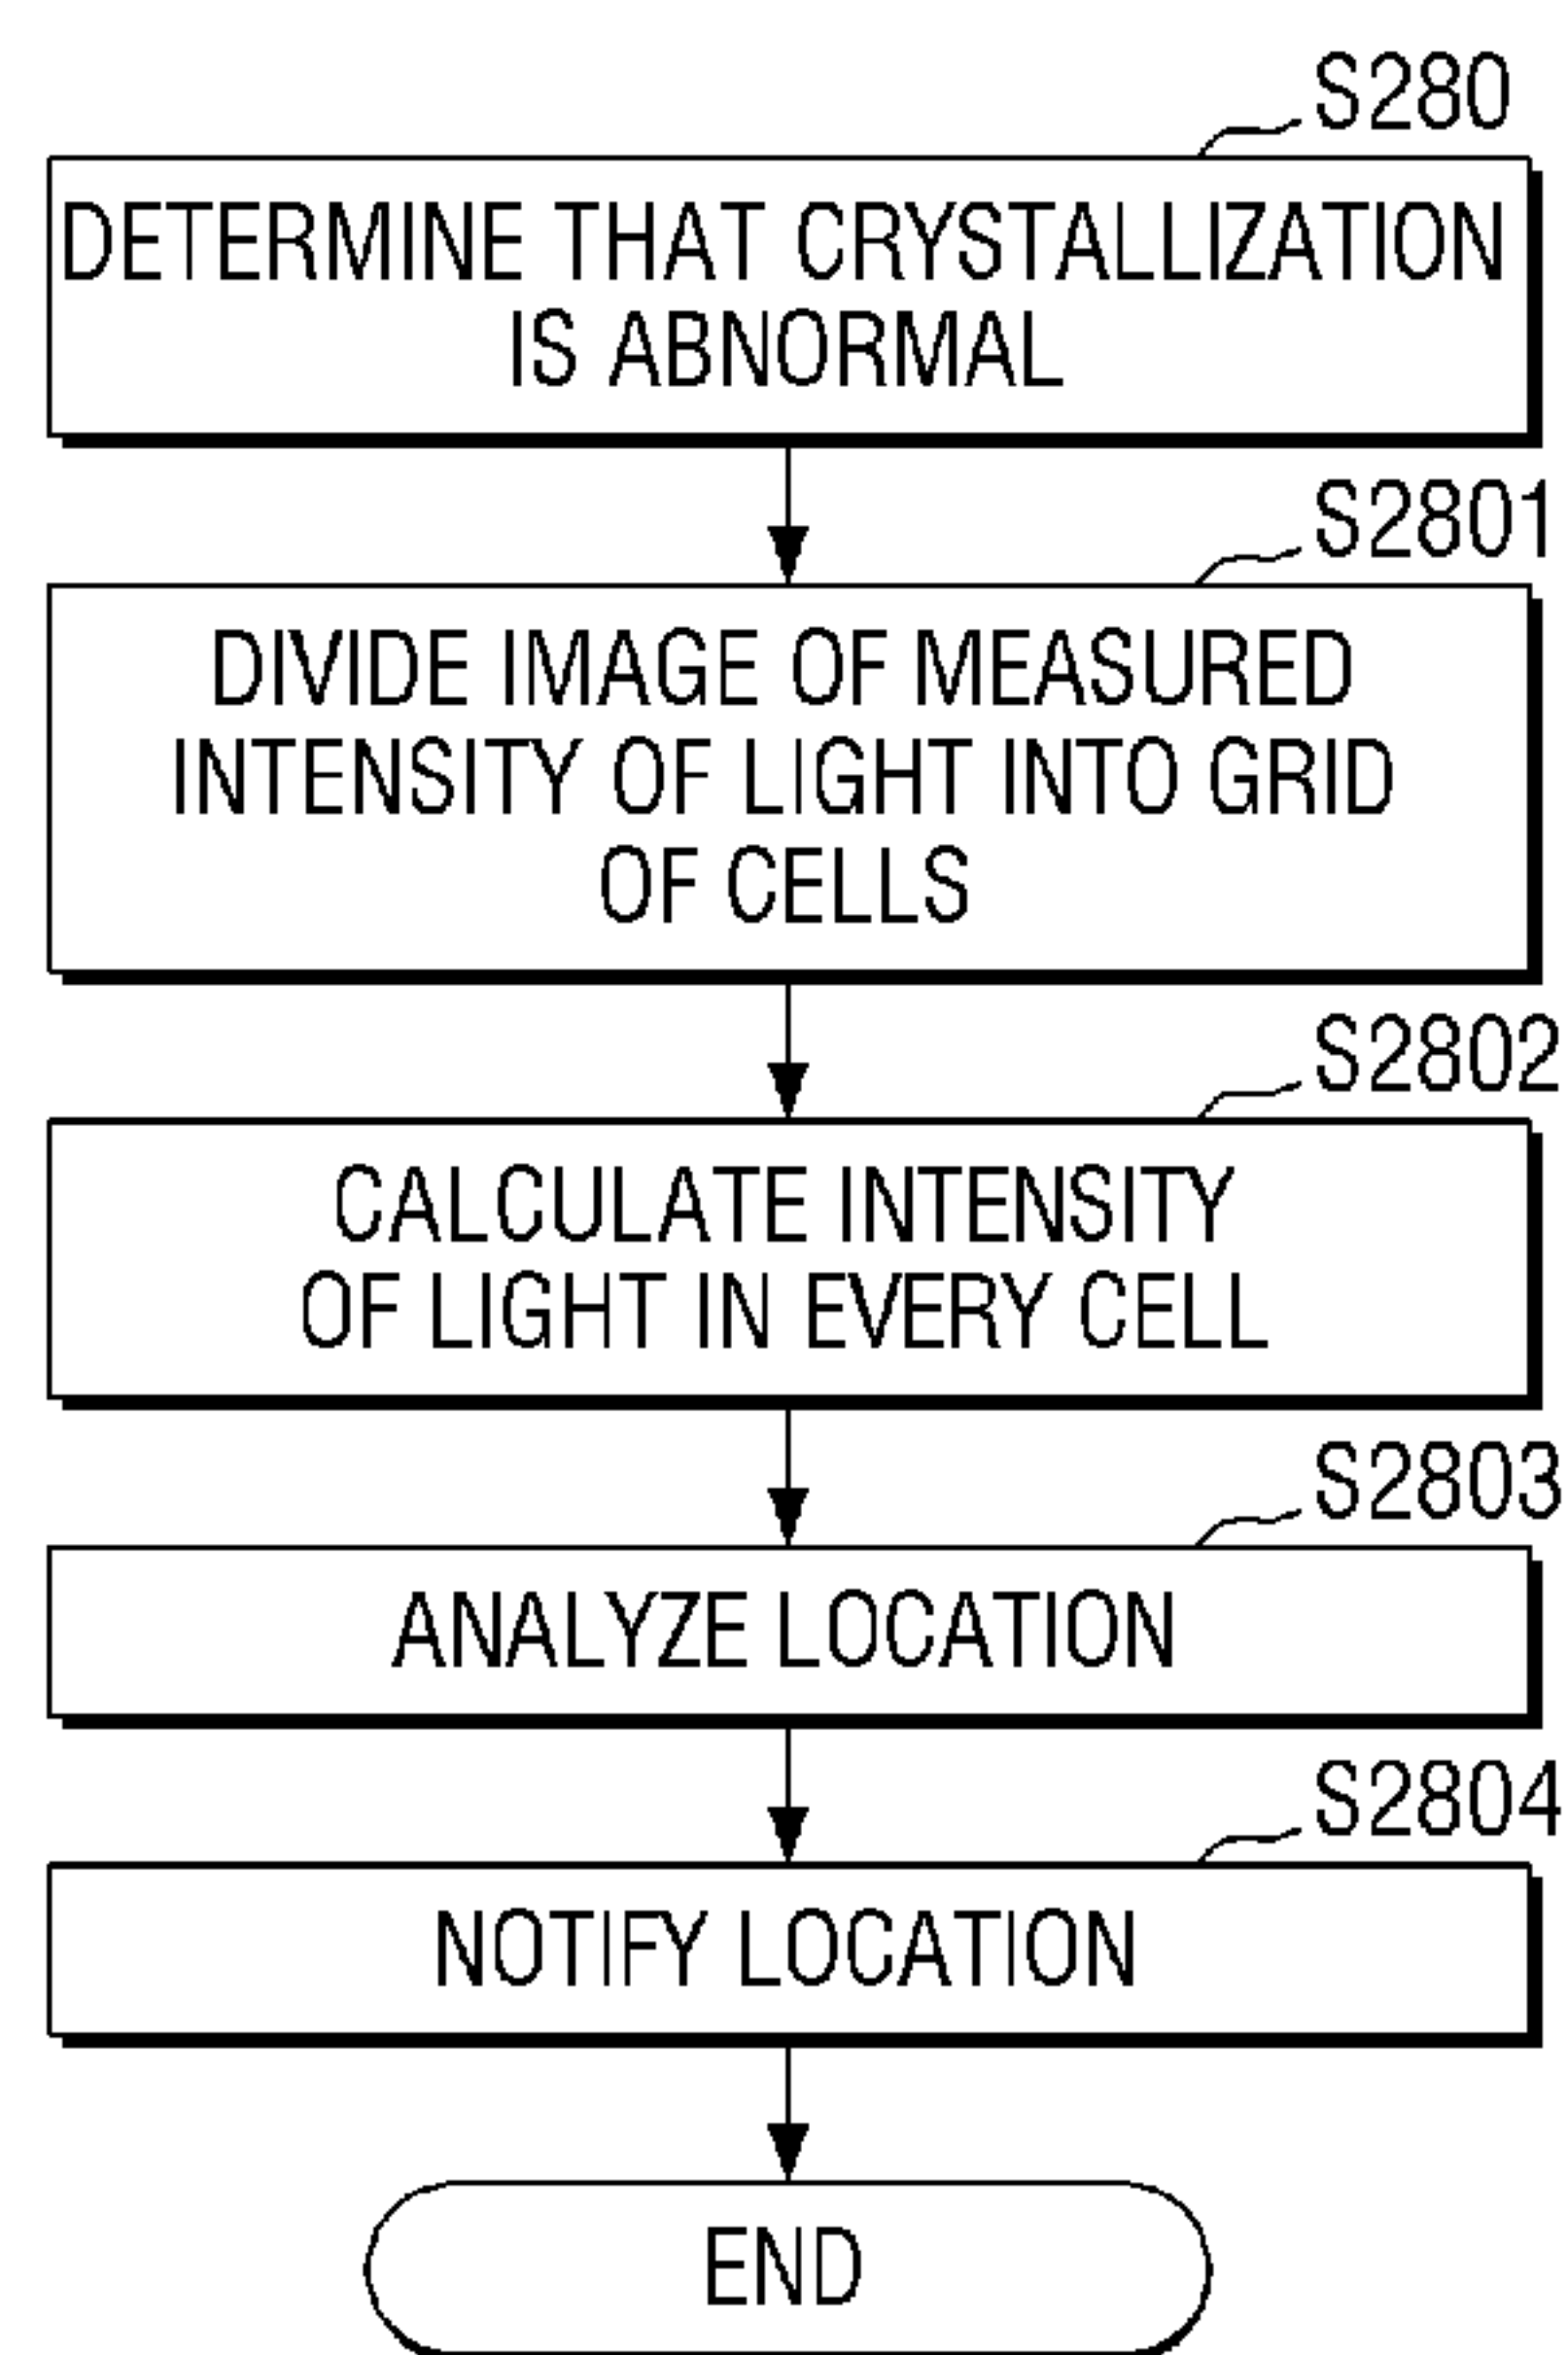 S280
DETERMINE THAT CRYSTALLIZATION
IS ABNORMAL
S2801
DIVIDE IMAGE OF MEASURED
INTENSITY OF LIGHT INTO GRID
OF CELLS
S2802
CALCULATE INTENSITY
OF LIGHT IN EVERY CELL
S2803
ANALYZE LOCATION
S2804
NOTIFY LOCATION
END